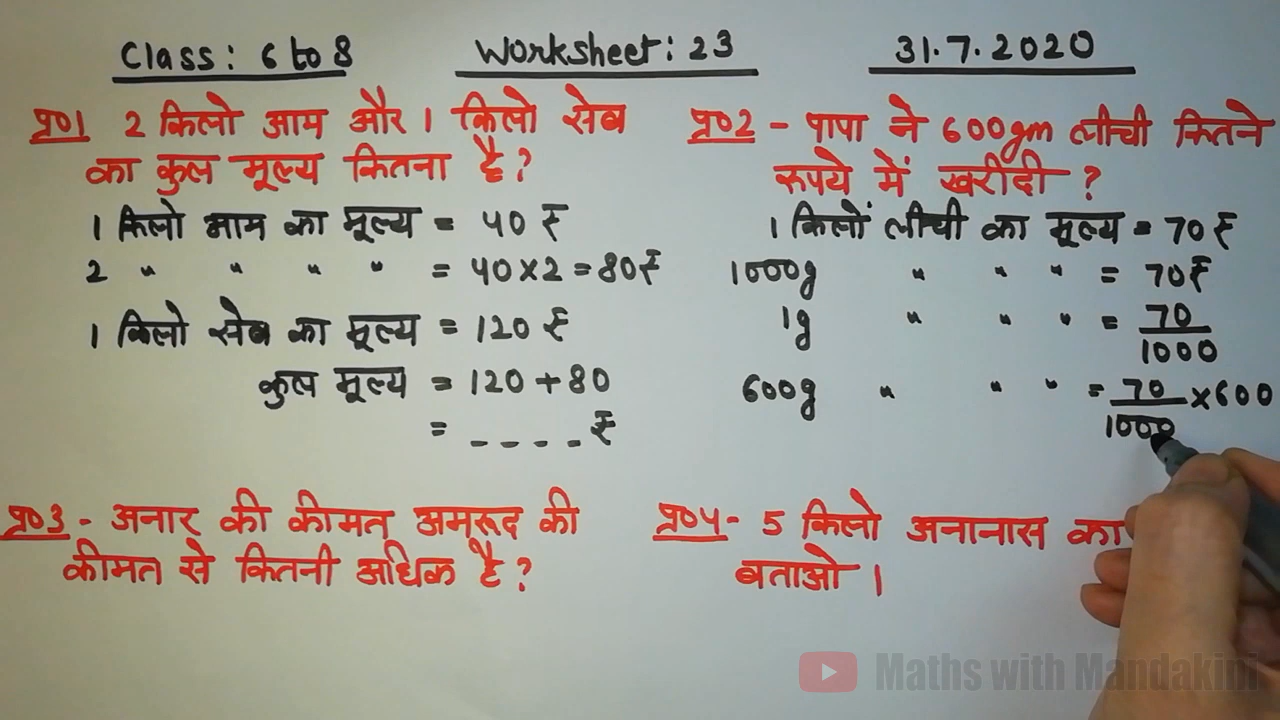 Class: 6 to 8
Worksheet: 23
31.7.2020
प्र01 2 किलो आम और 1 किलो सेब
का कुल मूल्य कितना है?
1 किलो आम का मूल्य = 40 ₹
2 " " " " = 40×2 = 80₹
1 किलो सेब का मूल्य = 120 ₹
कुल मूल्य = 120 + 80
= _ _ _ _ ₹
प्र02 - पापा ने 600gm लीची कितने
रूपये में खरीदी ?
1 किलों लीची का मूल्य = 70 ₹
1000g " " " = 70₹
1g " " " = 70/1000
600g " " " = 70/1000 × 600
प्र03 - अनार की कीमत अमरूद की
कीमत से कितनी अधिक है?
प्र04 - 5 किलो अनानास का
बताओ ।
Maths with Mandakini